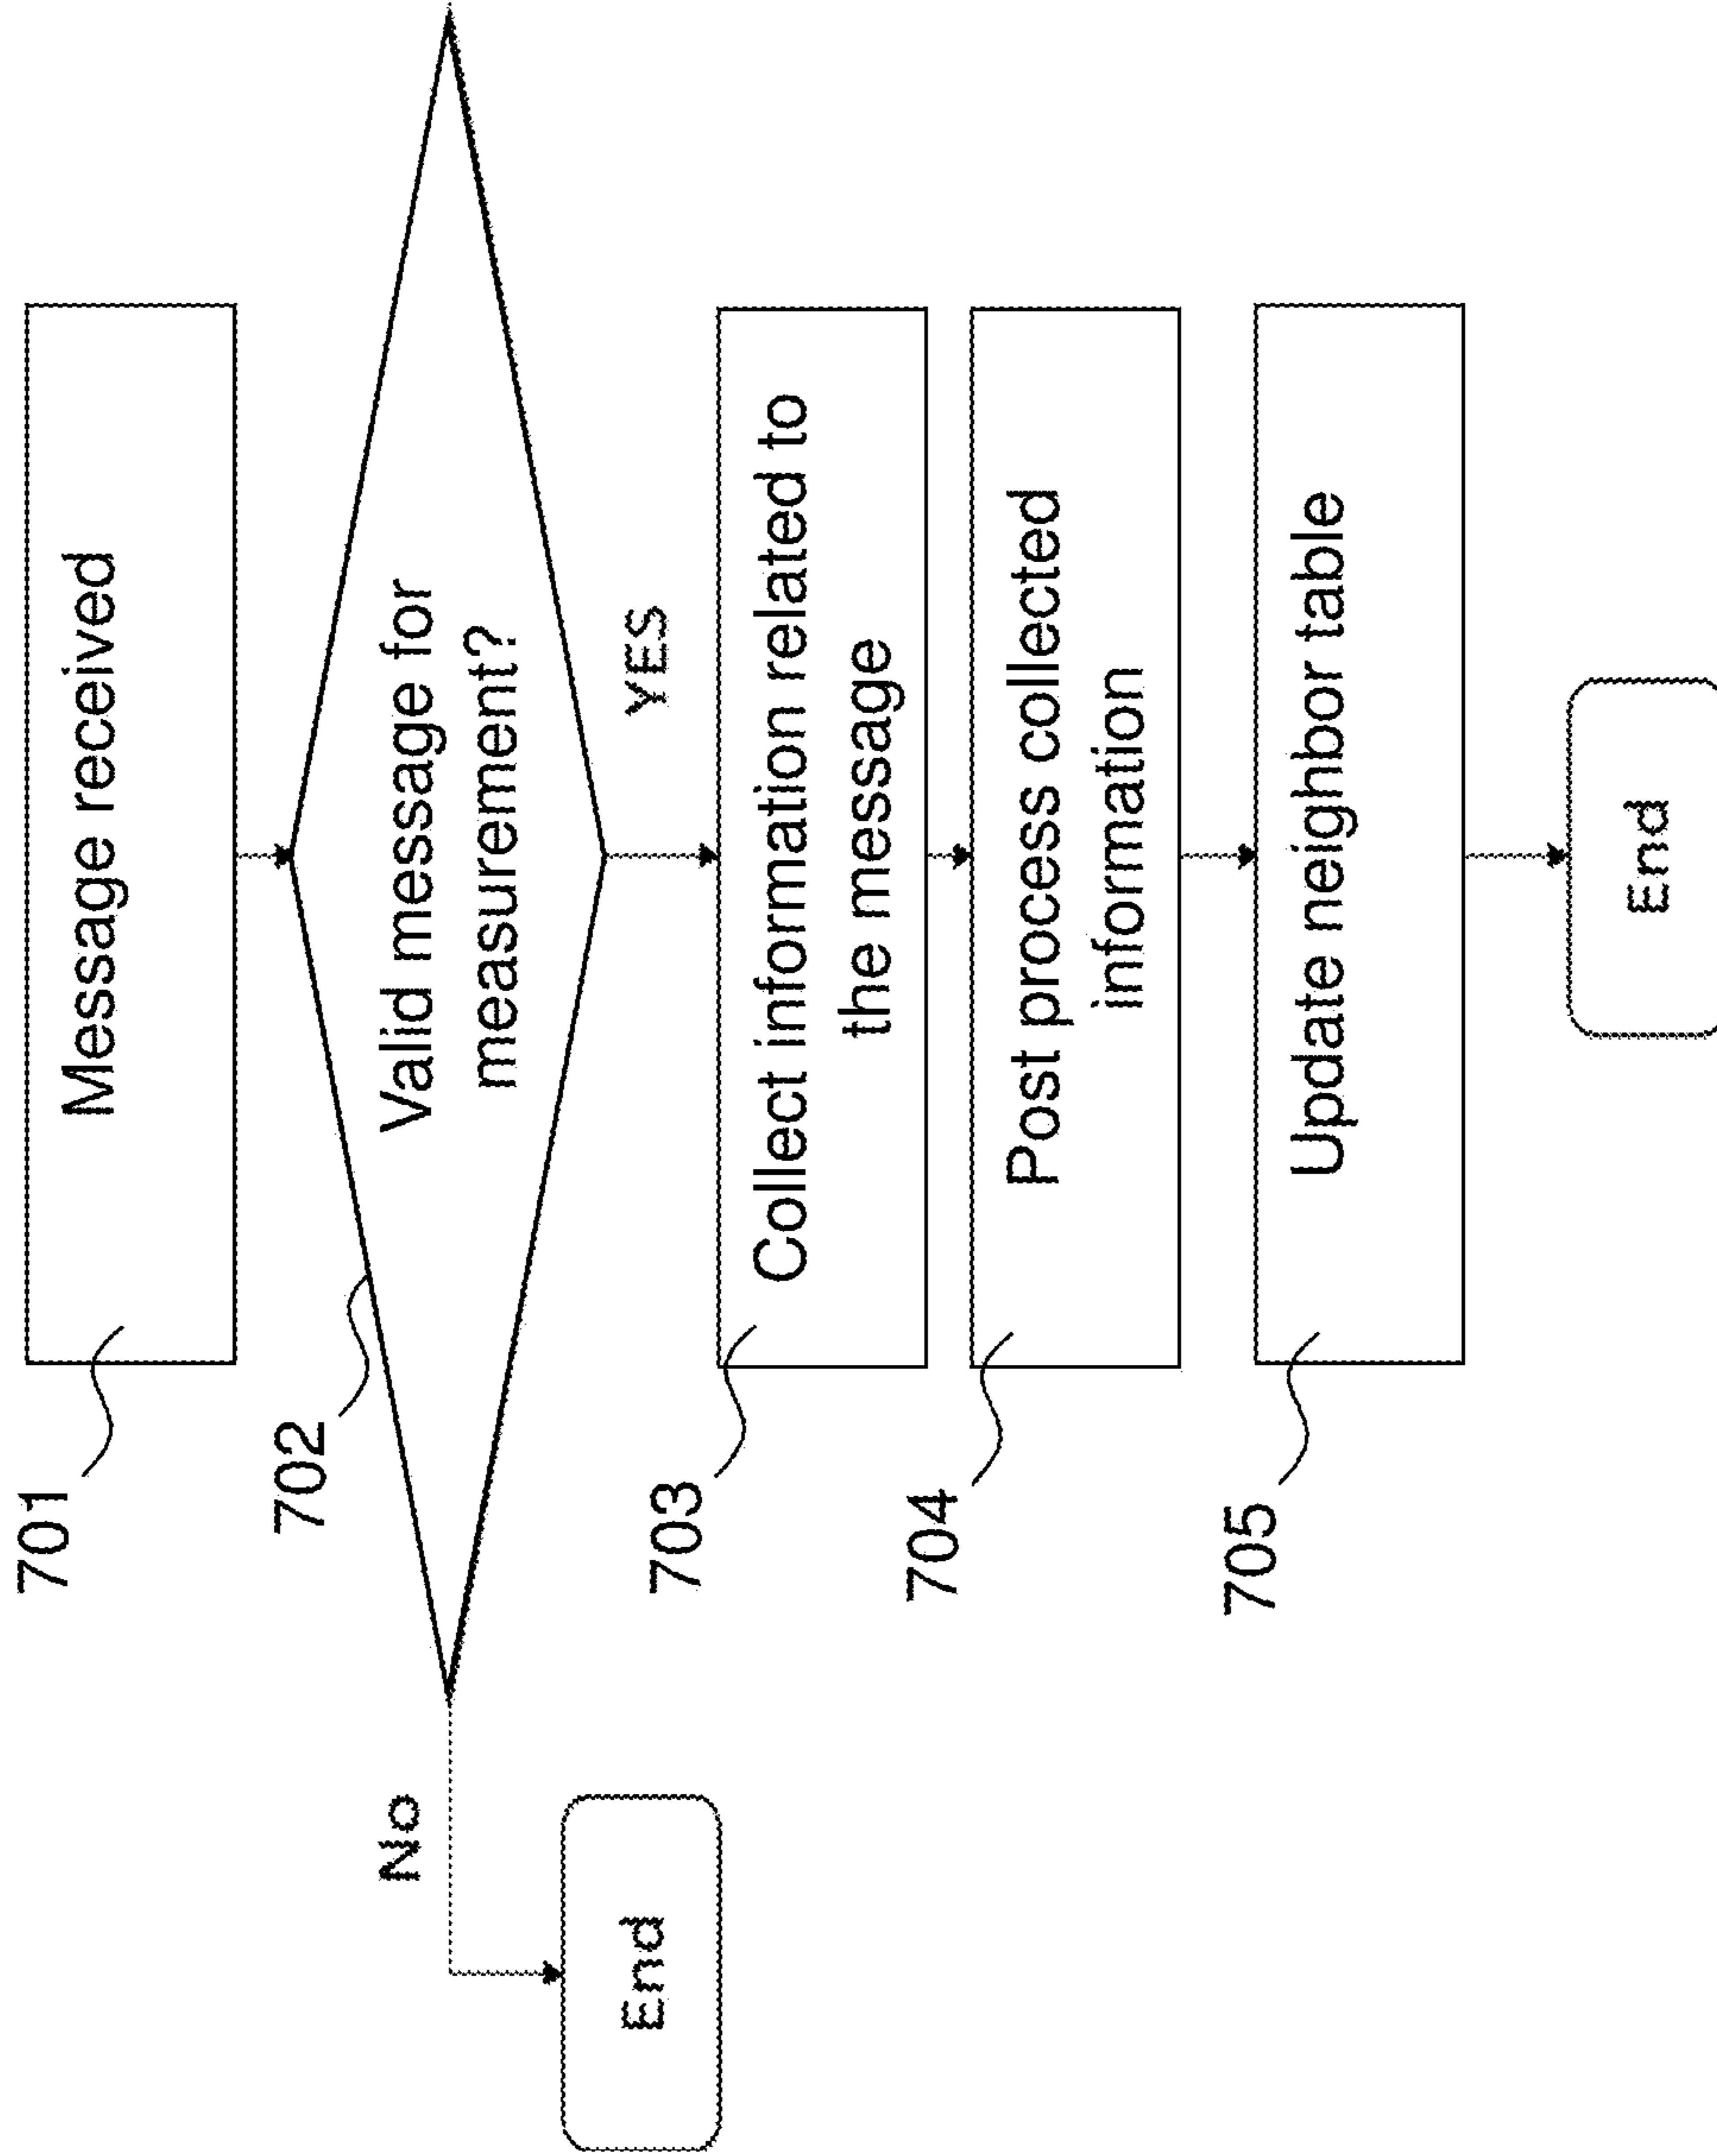 701
Message received
702
Valid message for
measurement?
No
End
YES
703
Collect information related to
the message
704
Post process collected
information
705
Update neighbor table
End